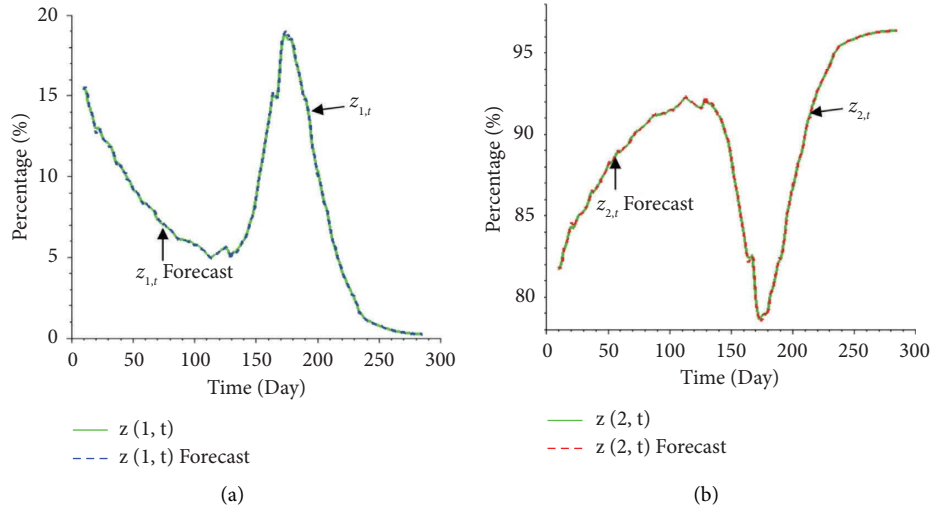 20
15
10
5
0
Percentage (%)
z1,t
z1,t Forecast
0 50 100 150 200 250 300
Time (Day)
z (1, t)
z (1, t) Forecast
(a)
95
90
85
80
Percentage (%)
z2,t
z2,t Forecast
0 50 100 150 200 250 300
Time (Day)
z (2, t)
z (2, t) Forecast
(b)